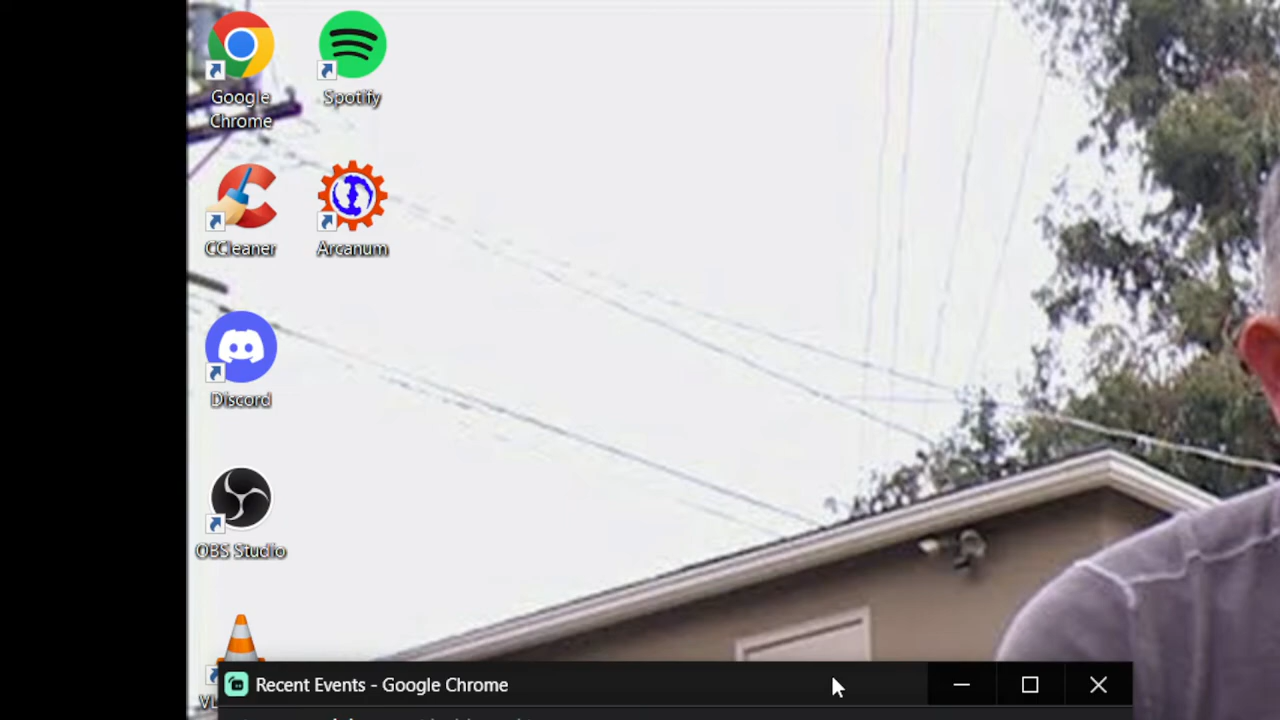 Google
Chrome
Spotify
CCleaner
Arcanum
Discord
OBS Studio
Recent Events - Google Chrome